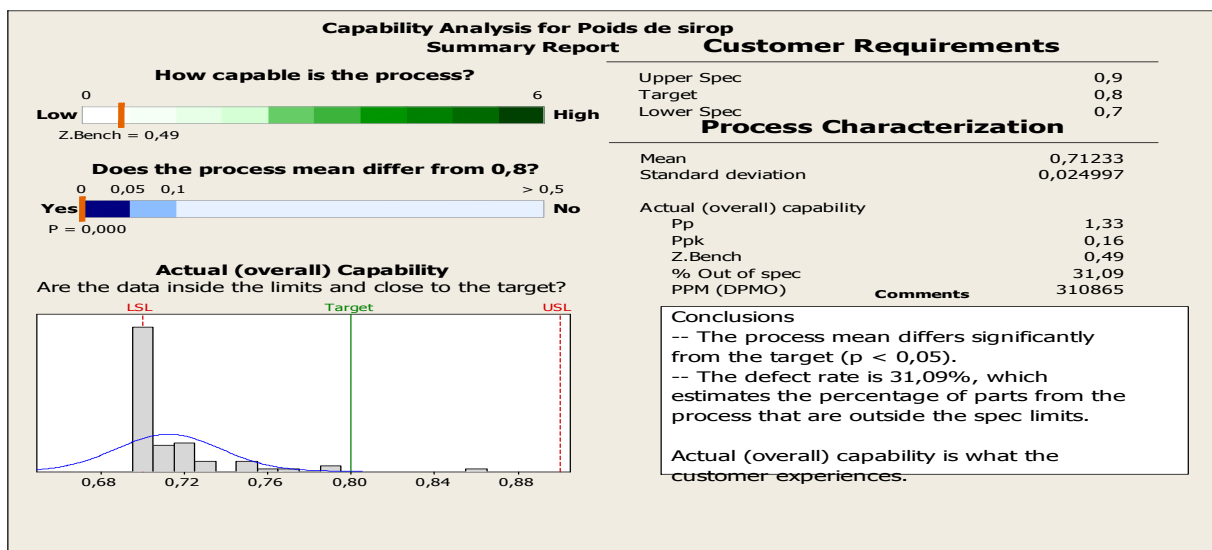 Capability Analysis for Poids de sirop
Summary Report
How capable is the process?
0 6
Low High
Z.Bench = 0,49
Does the process mean differ from 0,8?
0 0,05 0,1 > 0,5
Yes No
P = 0,000
Actual (overall) Capability
Are the data inside the limits and close to the target?
LSL Target USL
0,68 0,72 0,76 0,80 0,84 0,88
Customer Requirements
Upper Spec 0,9
Target 0,8
Lower Spec 0,7
Process Characterization
Mean 0,71233
Standard deviation 0,024997
Actual (overall) capability
Pp 1,33
Ppk 0,16
Z.Bench 0,49
% Out of spec 31,09
PPM (DPMO) 310865
Comments
Conclusions
-- The process mean differs significantly
from the target (p < 0,05).
-- The defect rate is 31,09%, which
estimates the percentage of parts from the
process that are outside the spec limits.
Actual (overall) capability is what the
customer experiences.